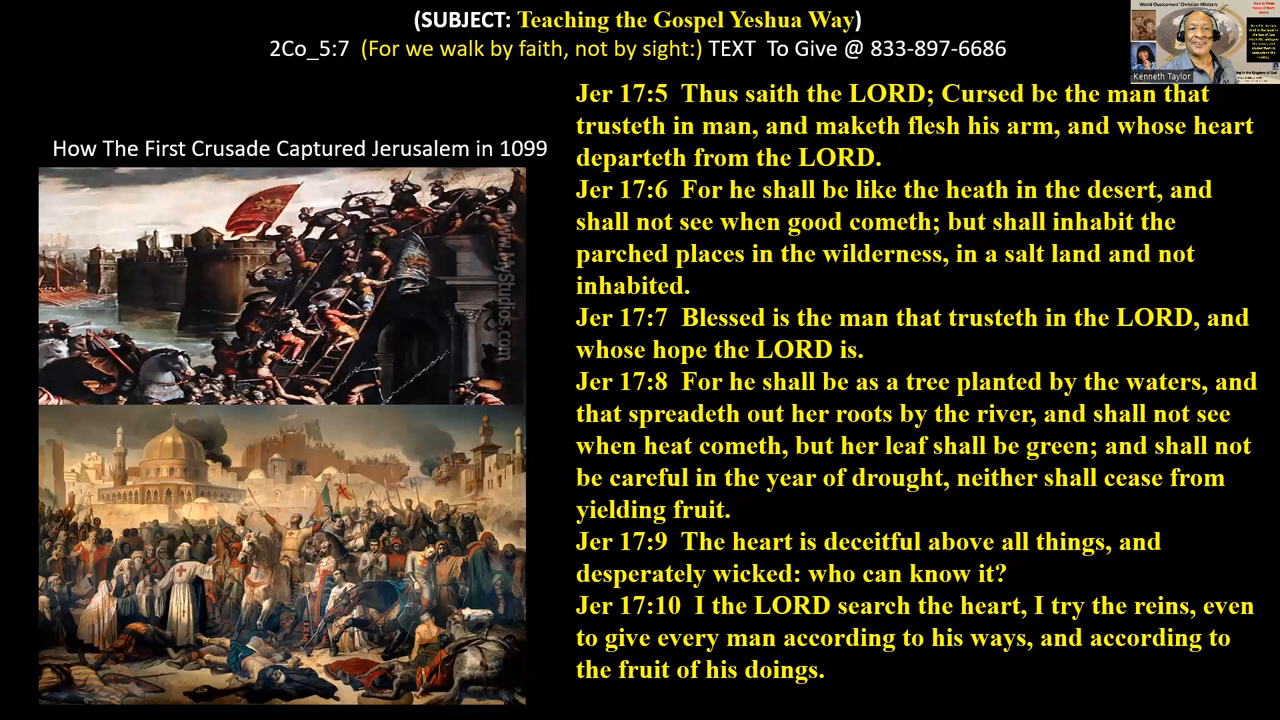 (SUBJECT: Teaching the Gospel Yeshua Way)
2Co_5:7 (For we walk by faith, not by sight:) TEXT To Give @ 833-897-6686
World Overcomers' Christian Ministry
Kenneth Taylor
How The First Crusade Captured Jerusalem in 1099
www.MyStudios.com
Jer 17:5 Thus saith the LORD; Cursed be the man that
trusteth in man, and maketh flesh his arm, and whose heart
departeth from the LORD.
Jer 17:6 For he shall be like the heath in the desert, and
shall not see when good cometh; but shall inhabit the
parched places in the wilderness, in a salt land and not
inhabited.
Jer 17:7 Blessed is the man that trusteth in the LORD, and
whose hope the LORD is.
Jer 17:8 For he shall be as a tree planted by the waters, and
that spreadeth out her roots by the river, and shall not see
when heat cometh, but her leaf shall be green; and shall not
be careful in the year of drought, neither shall cease from
yielding fruit.
Jer 17:9 The heart is deceitful above all things, and
desperately wicked: who can know it?
Jer 17:10 I the LORD search the heart, I try the reins, even
to give every man according to his ways, and according to
the fruit of his doings.